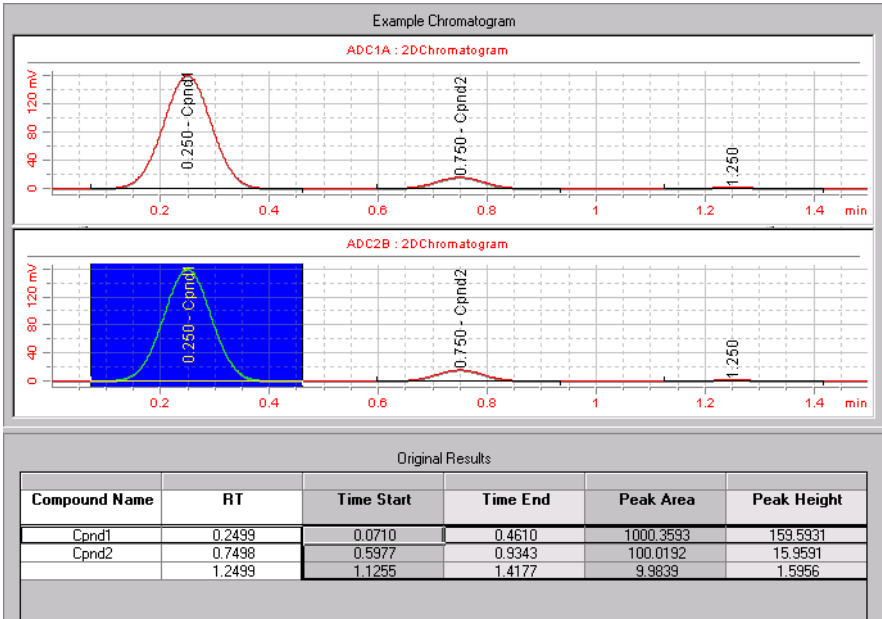 Example Chromatogram
ADC1A : 2DChromatogram
mV
120
80
40
0
0.250 - Cpnd1
0.750 - Cpnd2
1.250
0.2 0.4 0.6 0.8 1 1.2 1.4 min
ADC2B : 2DChromatogram
mV
120
80
40
0
0.250 - Cpnd1
0.750 - Cpnd2
1.250
0.2 0.4 0.6 0.8 1 1.2 1.4 min
Original Results
Compound Name RT Time Start Time End Peak Area Peak Height
Cpnd1 0.2499 0.0710 0.4610 1000.3593 159.5931
Cpnd2 0.7498 0.5977 0.9343 100.0192 15.9591
1.2499 1.1255 1.4177 9.9839 1.5956